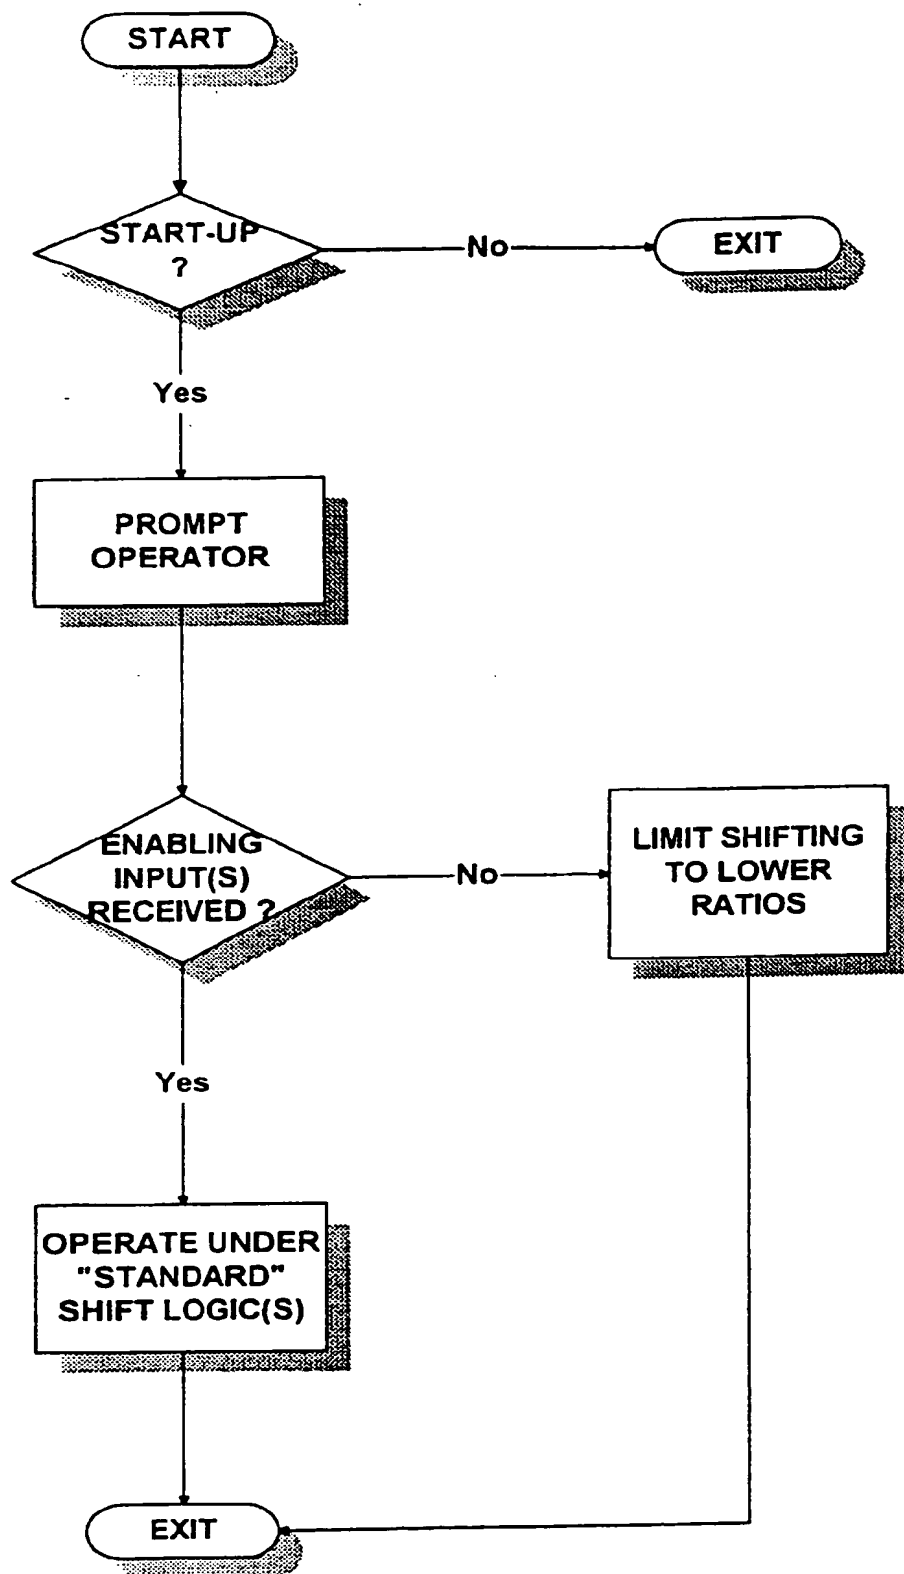 START
START-UP
?
No
EXIT
Yes
PROMPT
OPERATOR
ENABLING
INPUT(S)
RECEIVED ?
No
LIMIT SHIFTING
TO LOWER
RATIOS
Yes
OPERATE UNDER
"STANDARD"
SHIFT LOGIC(S)
EXIT